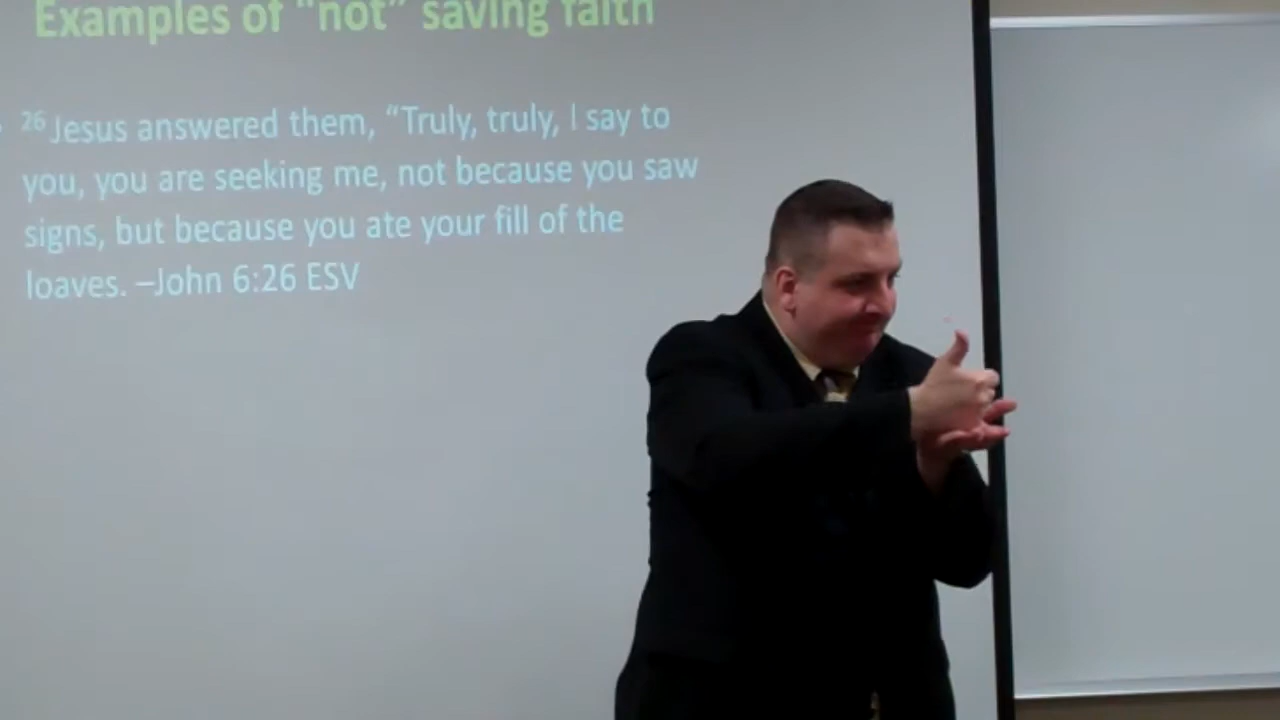 Examples of "not" saving faith
26 Jesus answered them, “Truly, truly, I say to
you, you are seeking me, not because you saw
signs, but because you ate your fill of the
loaves. –John 6:26 ESV